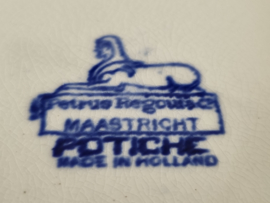 Petrus Regout & Co
MAASTRICHT
POTICHE
MADE IN HOLLAND